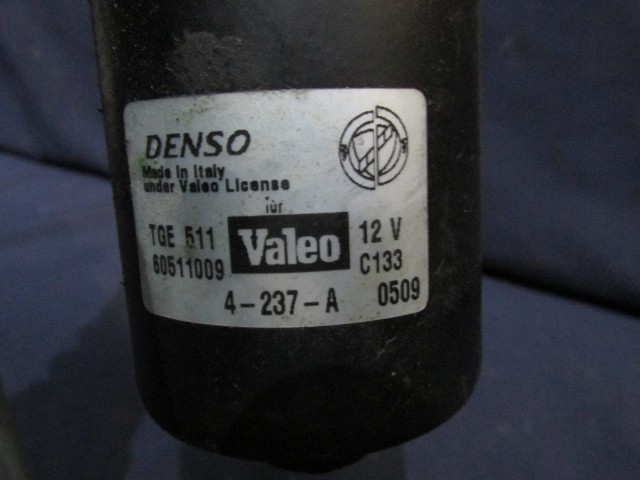 DENSO
Made in Italy
under Valeo License
für
TGE 511 Valeo 12 V
60511009 C133
4-237-A 0509